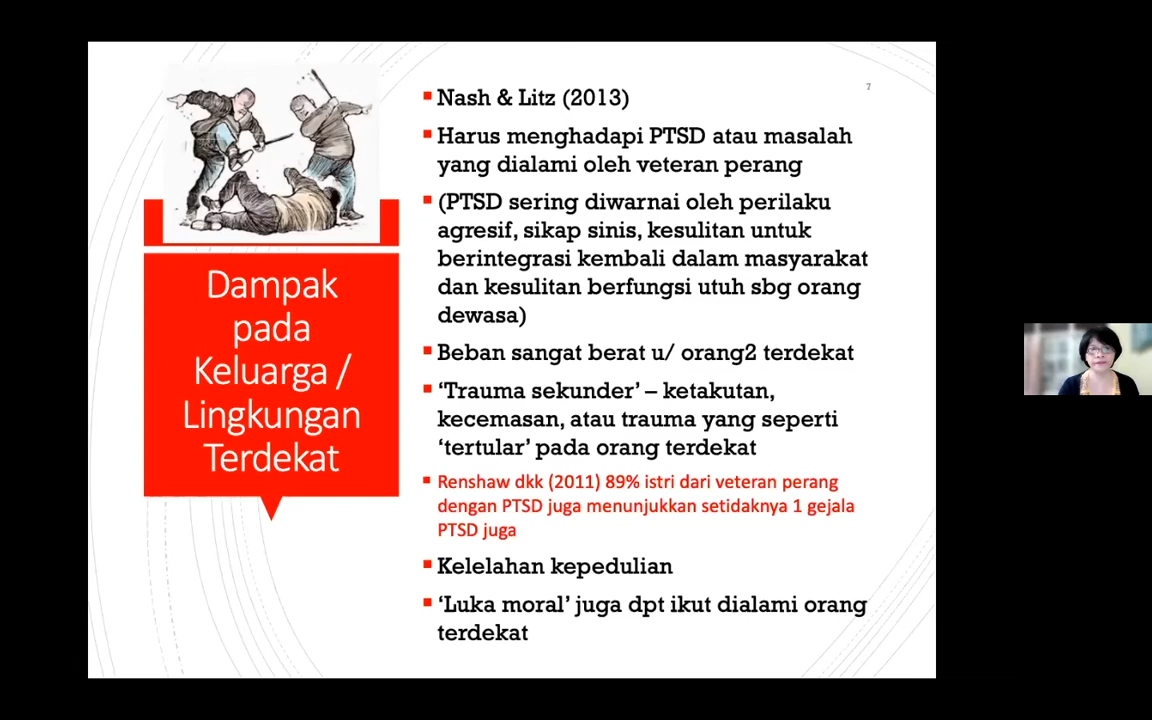 7
Dampak
pada
Keluarga /
Lingkungan
Terdekat
▪ Nash & Litz (2013)
▪ Harus menghadapi PTSD atau masalah
yang dialami oleh veteran perang
▪ (PTSD sering diwarnai oleh perilaku
agresif, sikap sinis, kesulitan untuk
berintegrasi kembali dalam masyarakat
dan kesulitan berfungsi utuh sbg orang
dewasa)
▪ Beban sangat berat u/ orang2 terdekat
▪ ‘Trauma sekunder’ – ketakutan,
kecemasan, atau trauma yang seperti
‘tertular’ pada orang terdekat
▪ Renshaw dkk (2011) 89% istri dari veteran perang
dengan PTSD juga menunjukkan setidaknya 1 gejala
PTSD juga
▪ Kelelahan kepedulian
▪ ‘Luka moral’ juga dpt ikut dialami orang
terdekat